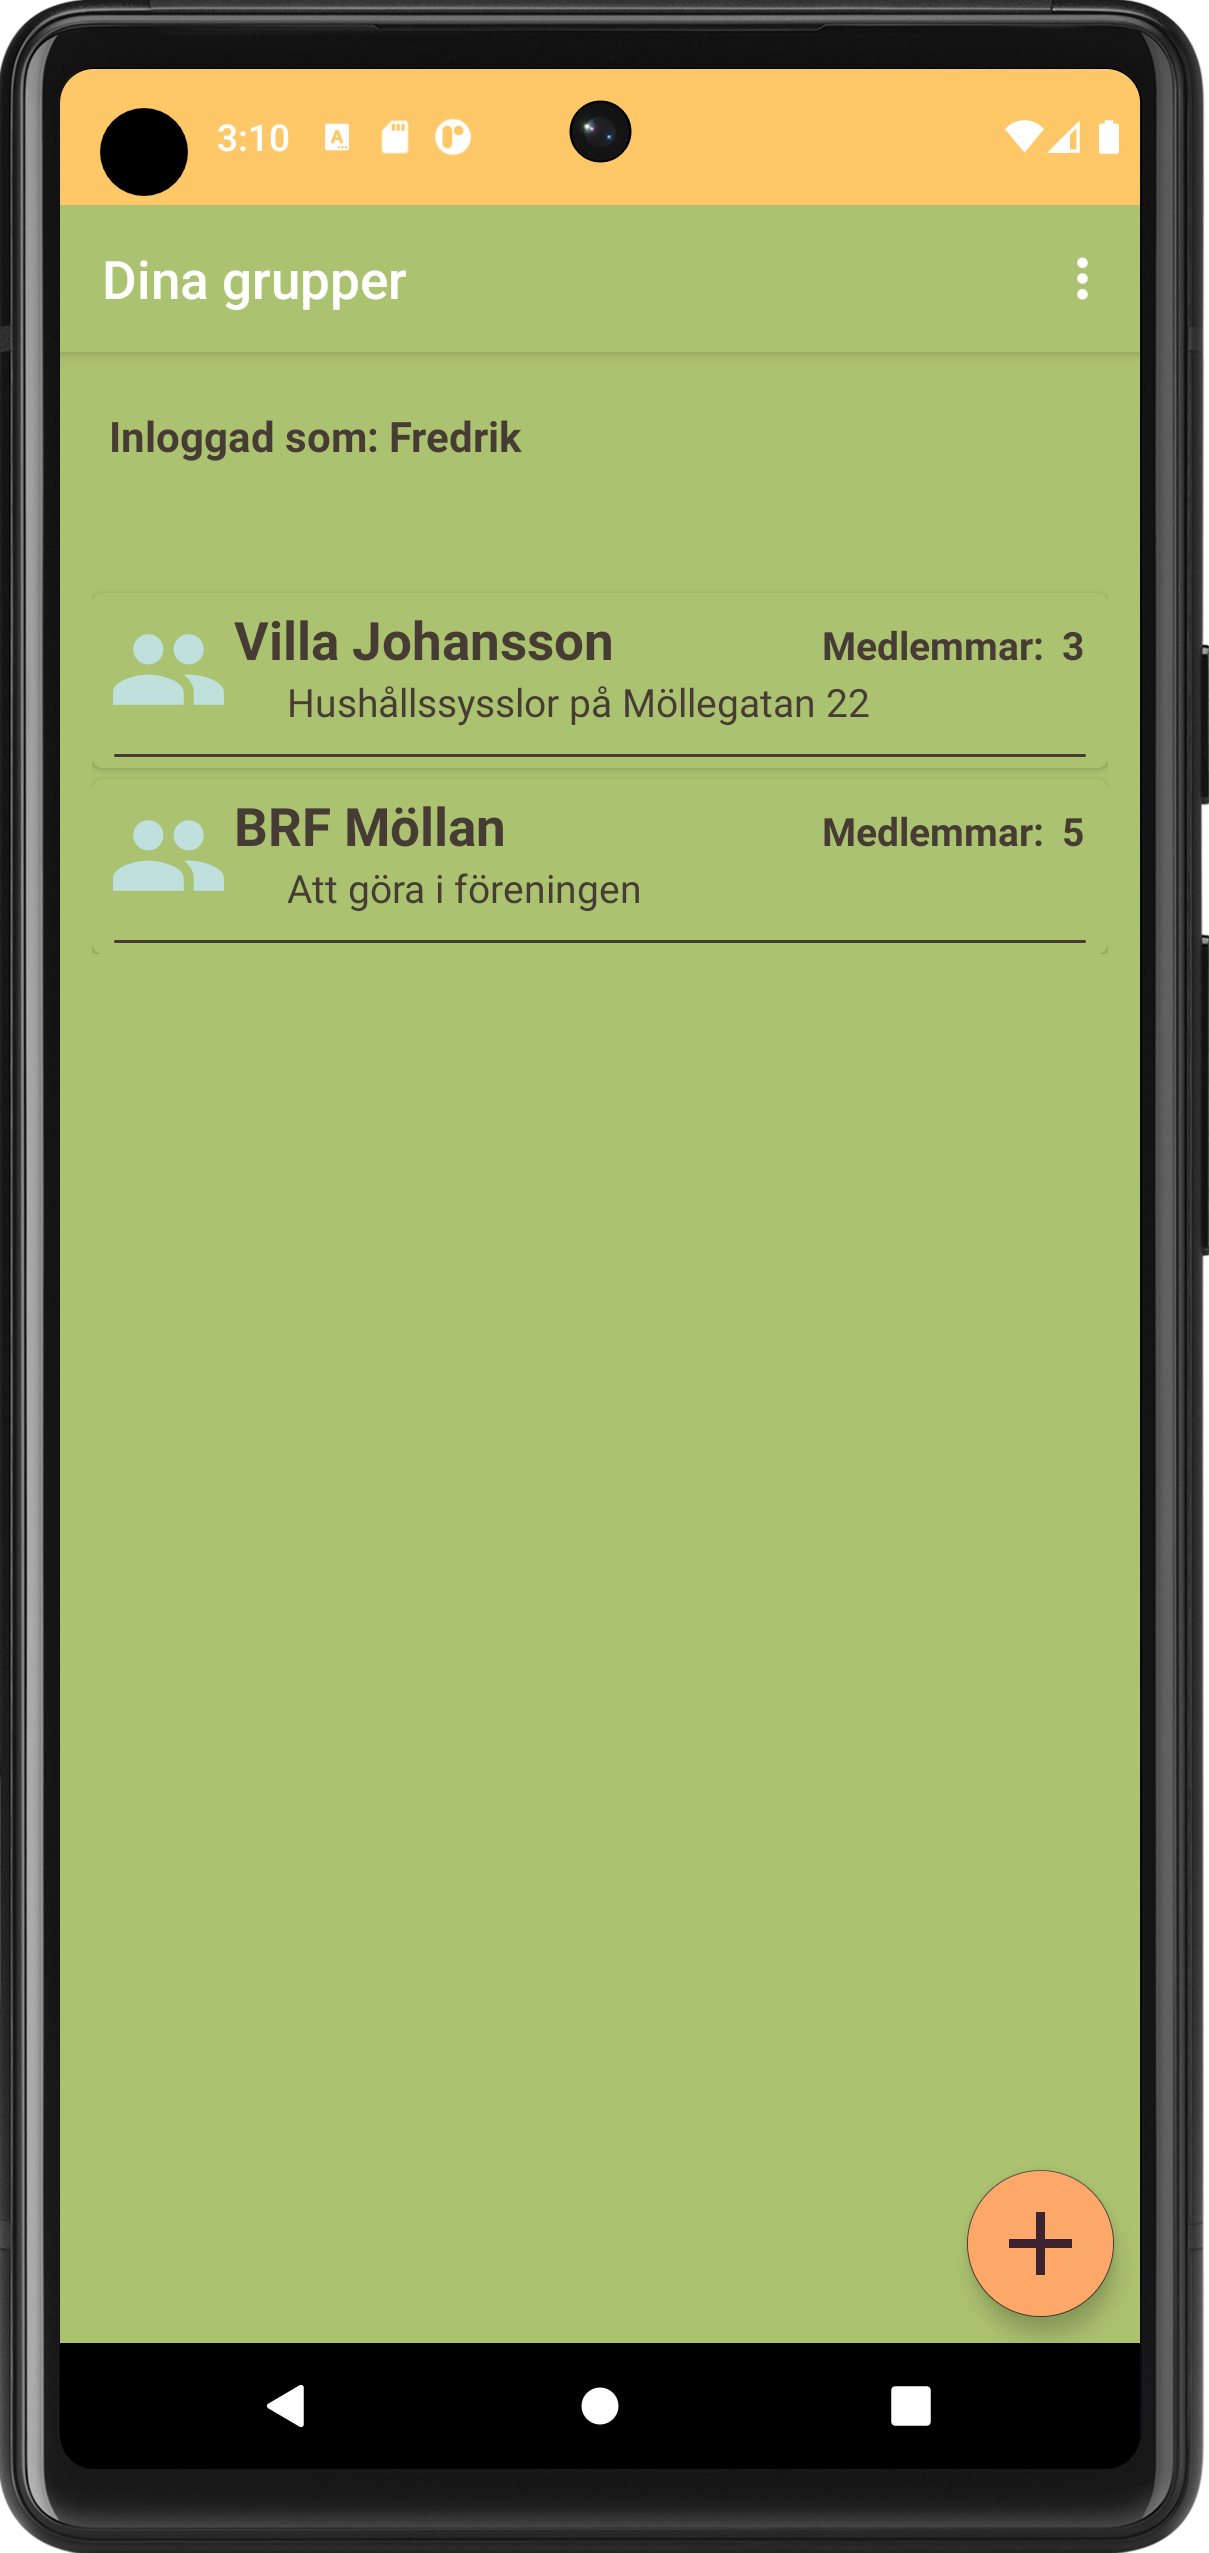 3:10
Dina grupper
Inloggad som: Fredrik
Villa Johansson
Medlemmar: 3
Hushållssysslor på Möllegatan 22
BRF Möllan
Medlemmar: 5
Att göra i föreningen